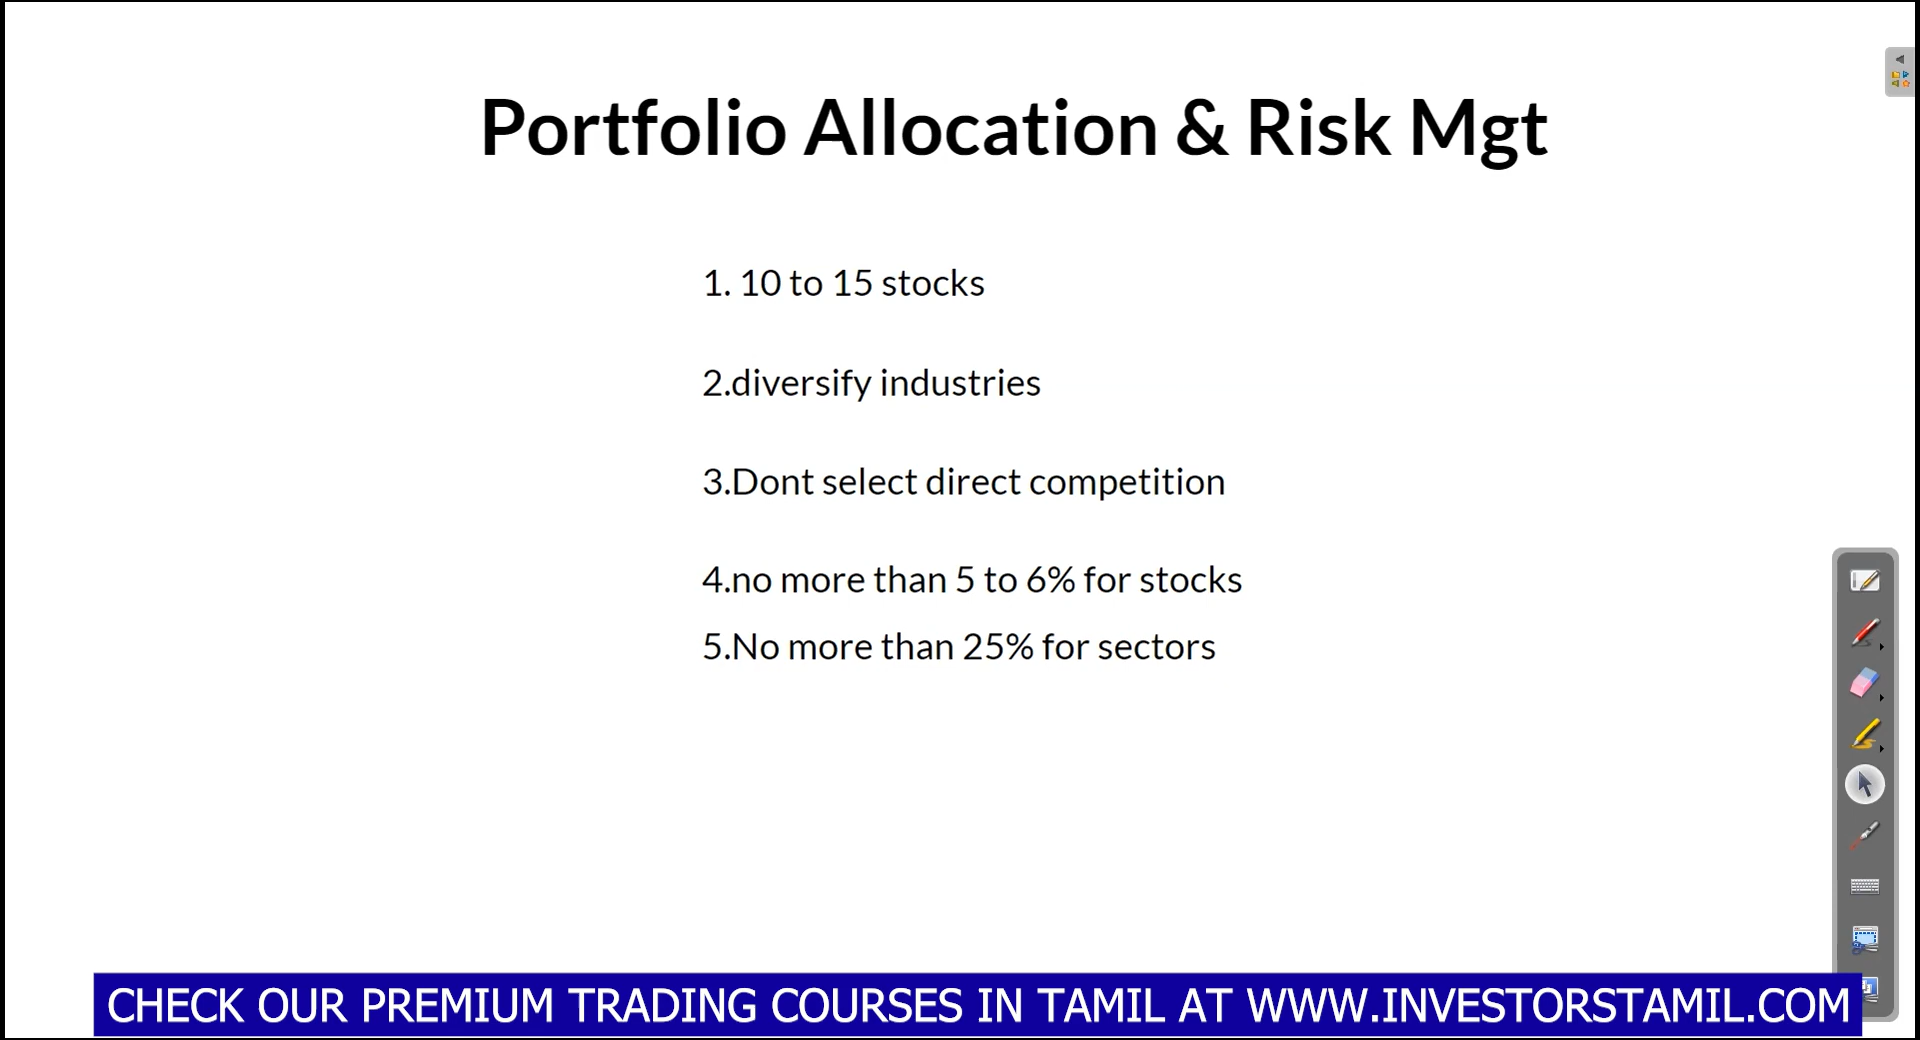 Portfolio Allocation & Risk Mgt
1. 10 to 15 stocks
2.diversify industries
3.Dont select direct competition
4.no more than 5 to 6% for stocks
5.No more than 25% for sectors
CHECK OUR PREMIUM TRADING COURSES IN TAMIL AT WWW.INVESTORSTAMIL.COM